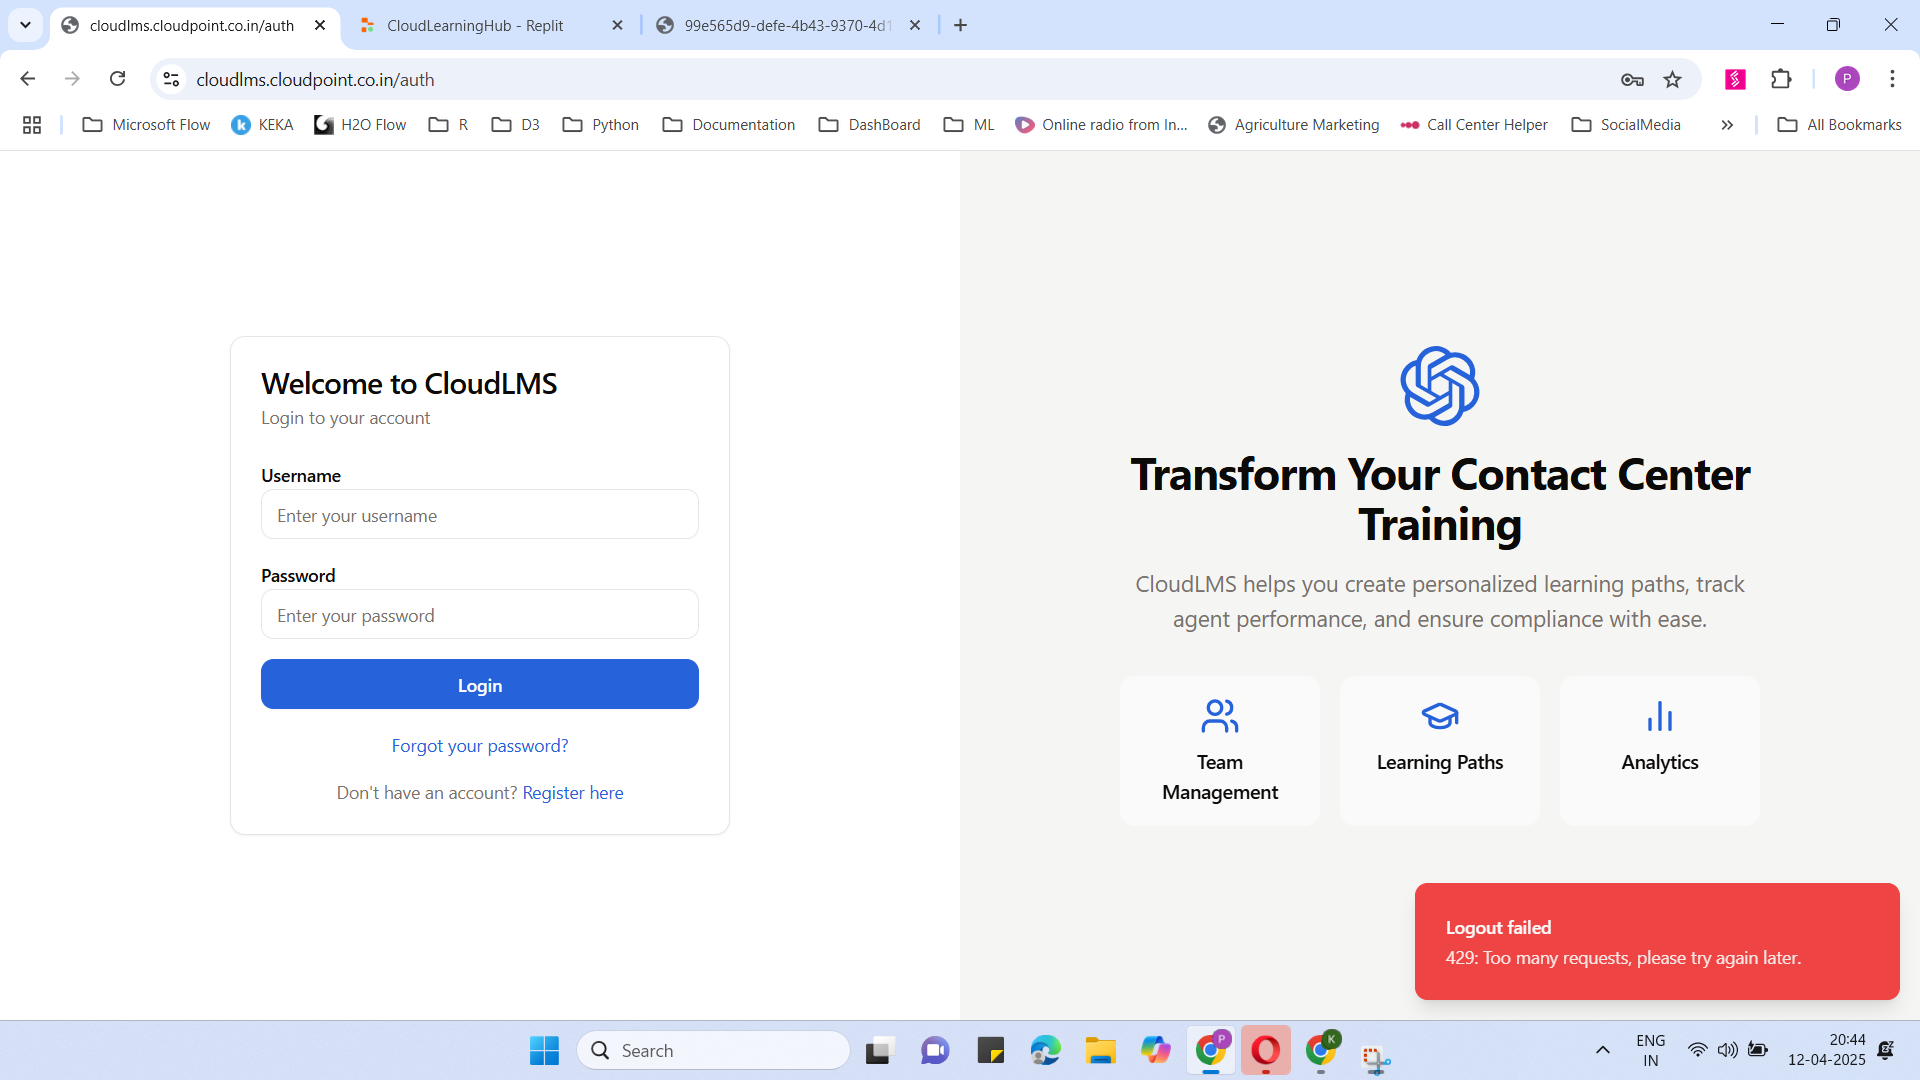 cloudlms.cloudpoint.co.in/auth
CloudLearningHub - Replit
99e565d9-defe-4b43-9370-4d1
cloudlms.cloudpoint.co.in/auth
P
Microsoft Flow
KEKA
H2O Flow
R
D3
Python
Documentation
DashBoard
ML
Online radio from In...
Agriculture Marketing
Call Center Helper
SocialMedia
All Bookmarks
Welcome to CloudLMS
Login to your account
Username
Enter your username
Password
Enter your password
Login
Forgot your password?
Don't have an account? Register here
Transform Your Contact Center
Training
CloudLMS helps you create personalized learning paths, track
agent performance, and ensure compliance with ease.
Team
Management
Learning Paths
Analytics
Logout failed
429: Too many requests, please try again later.
Search
P
K
ENG
IN
20:44
12-04-2025